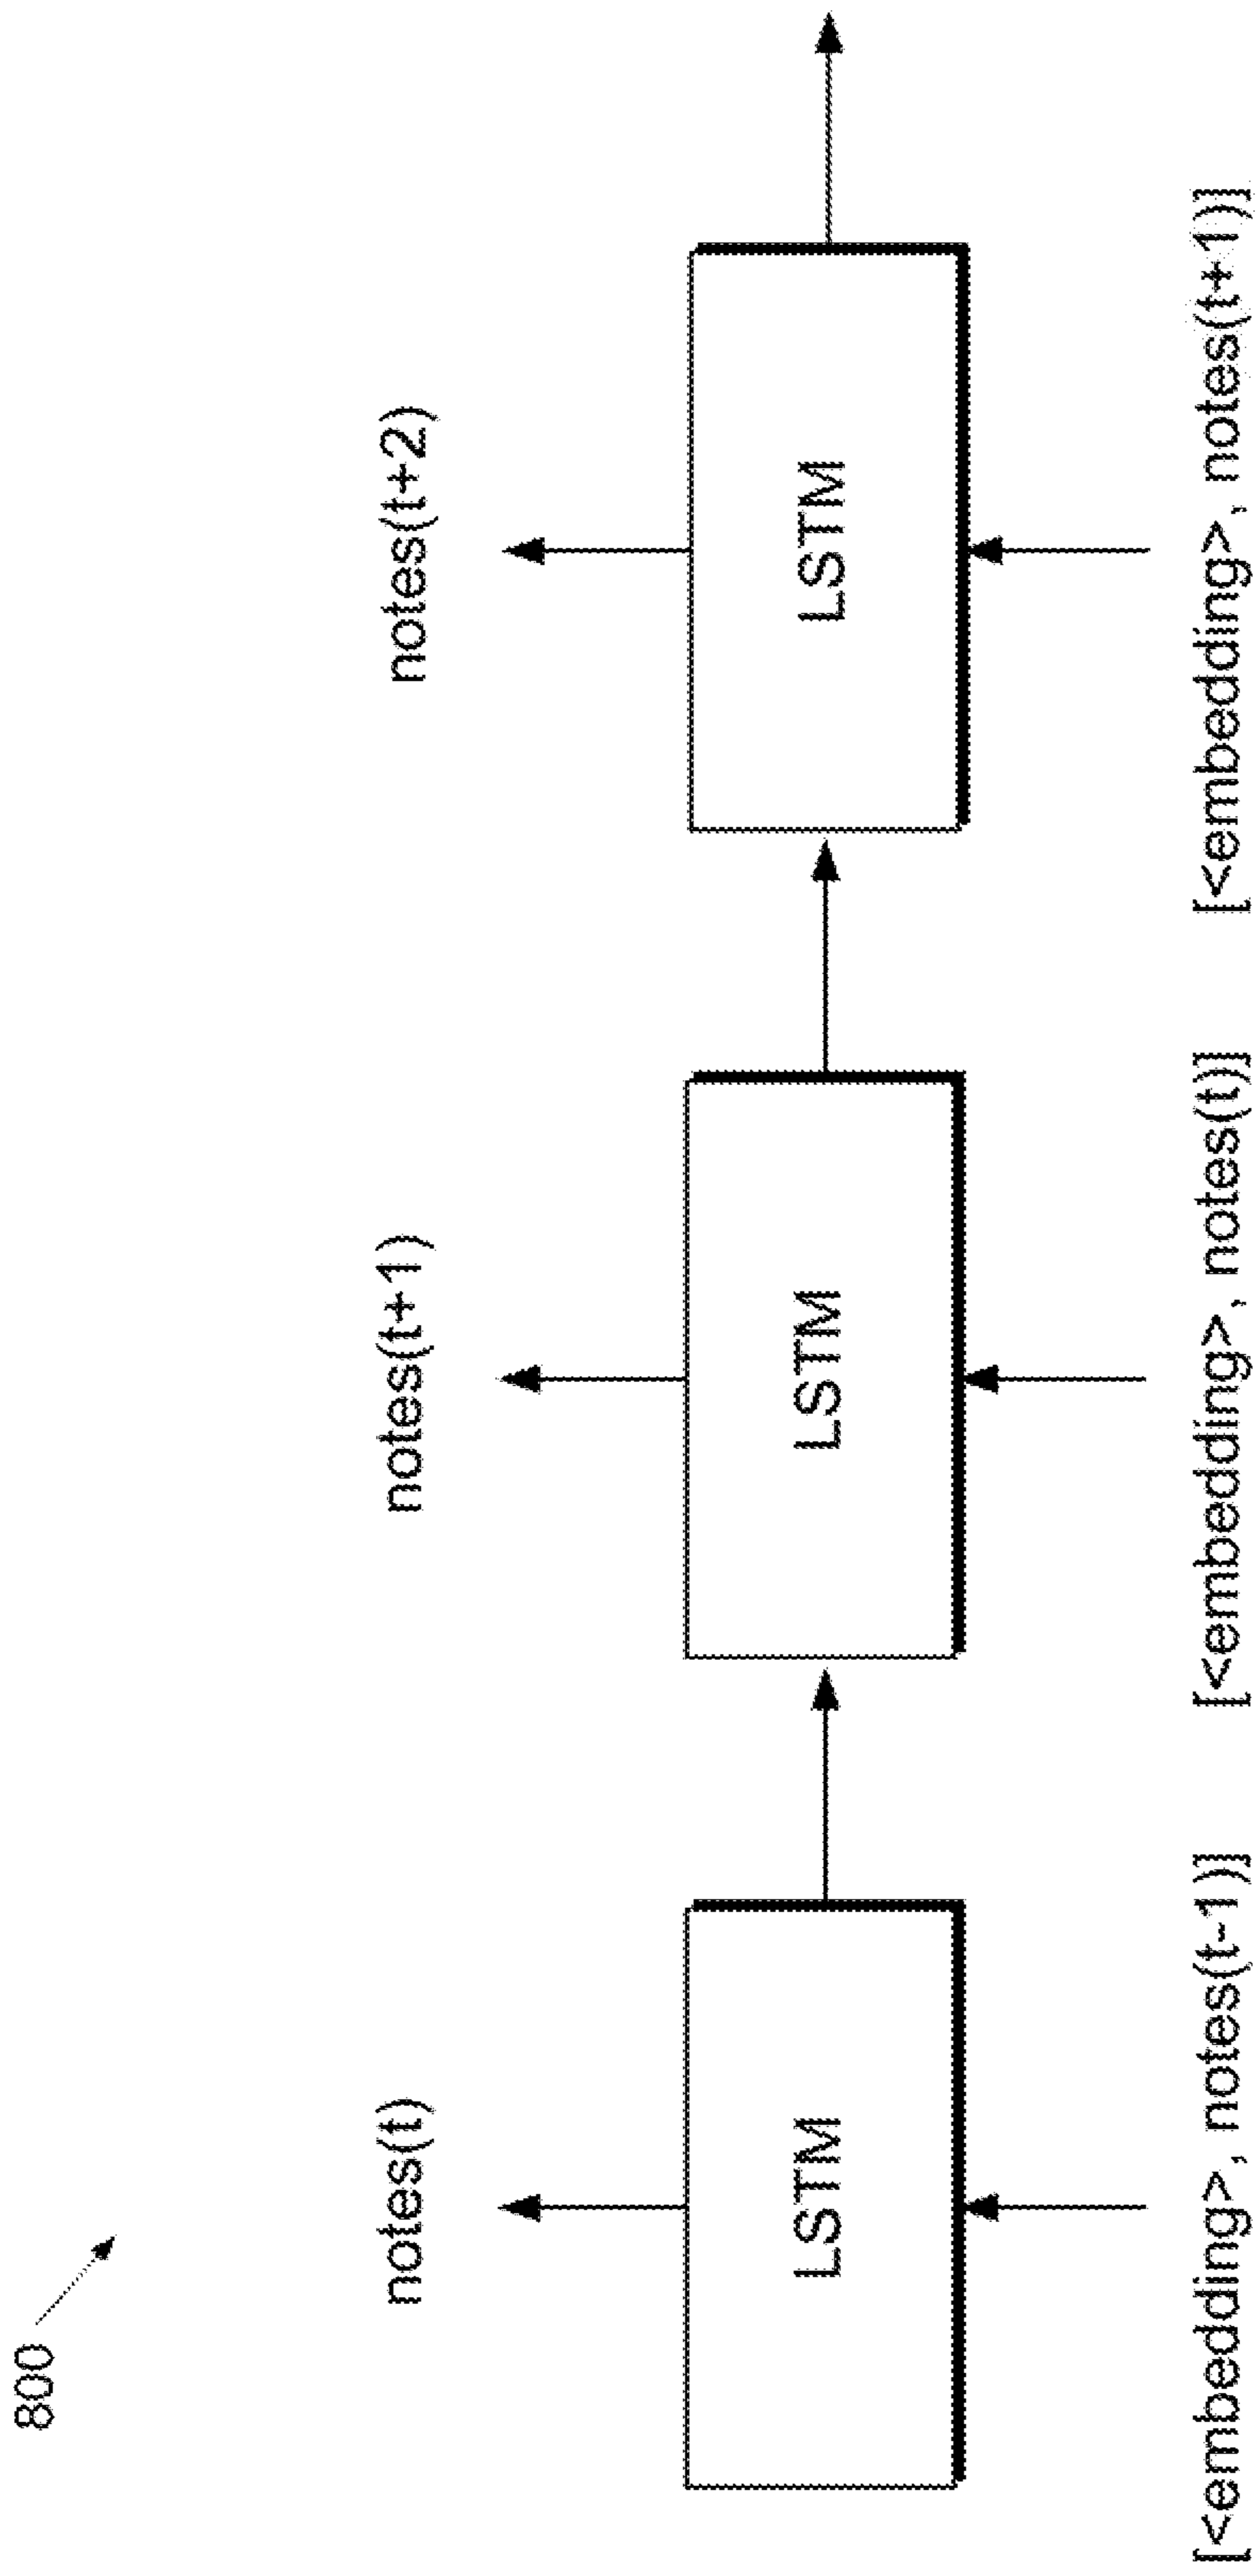 800
notes(t)
notes(t+1)
notes(t+2)
LSTM
LSTM
LSTM
[<embedding>, notes(t-1)]
[<embedding>, notes(t)]
[<embedding>, notes(t+1)]